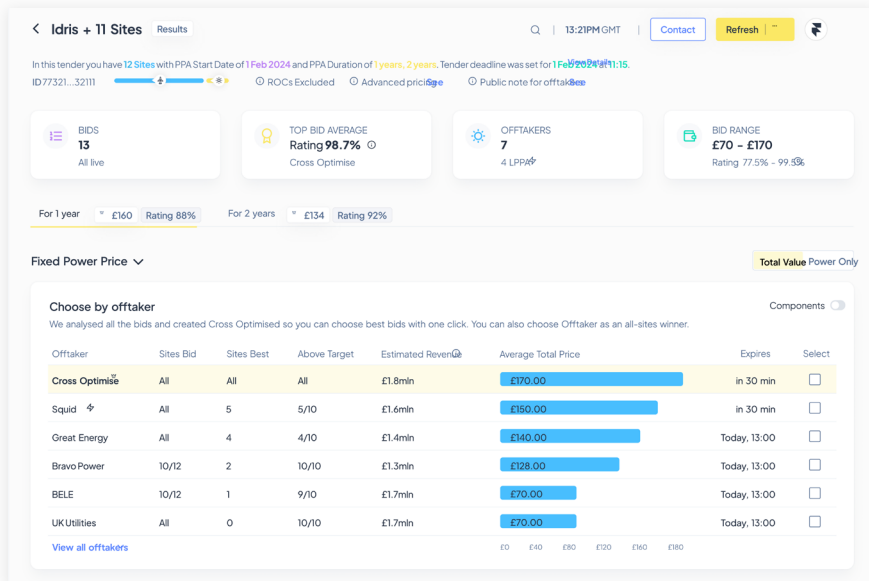 Idris + 11 Sites Results 13:21PM GMT Contact Refresh
In this tender you have 12 Sites with PPA Start Date of 1 Feb 2024 and PPA Duration of 1 years, 2 years. Tender deadline was set for 1 Feb 2024 at 11:15. View Details
ID 77321...32111 ROCs Excluded Advanced pricing See Public note for offtakers See
BIDS
13
All live
TOP BID AVERAGE
Rating 98.7%
Cross Optimise
OFFTAKERS
7
4 LPPA
BID RANGE
£70 - £170
Rating 77.5% - 99.5%
For 1 year £160 Rating 88% For 2 years £134 Rating 92%
Fixed Power Price Total Value Power Only
Choose by offtaker Components
We analysed all the bids and created Cross Optimised so you can choose best bids with one click. You can also choose Offtaker as an all-sites winner.
Offtaker Sites Bid Sites Best Above Target Estimated Revenue Average Total Price Expires Select
Cross Optimise All All All £1.8mln £170.00 in 30 min
Squid All 5 5/10 £1.6mln £150.00 in 30 min
Great Energy All 4 4/10 £1.4mln £140.00 Today, 13:00
Bravo Power 10/12 2 10/10 £1.3mln £128.00 Today, 13:00
BELE 10/12 1 9/10 £1.7mln £70.00 Today, 13:00
UK Utilities All 0 10/10 £1.7mln £70.00 Today, 13:00
View all offtakers £0 £40 £80 £120 £160 £180